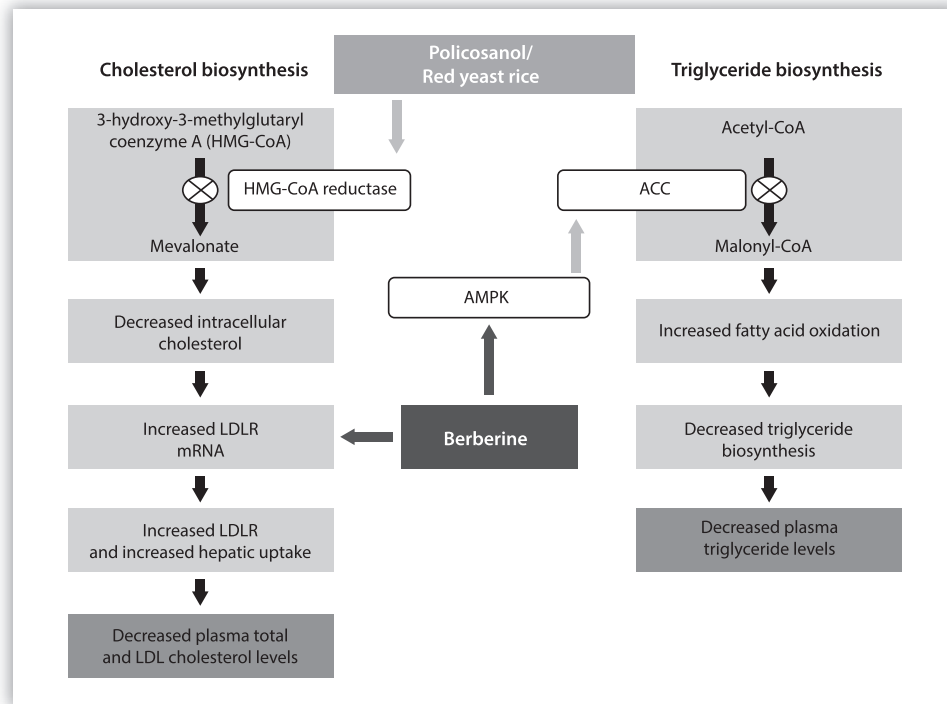 Policosanol/
Red yeast rice
Cholesterol biosynthesis
3-hydroxy-3-methylglutaryl
coenzyme A (HMG-CoA)
HMG-CoA reductase
Mevalonate
Decreased intracellular
cholesterol
Increased LDLR
mRNA
Increased LDLR
and increased hepatic uptake
Decreased plasma total
and LDL cholesterol levels
AMPK
Berberine
Triglyceride biosynthesis
Acetyl-CoA
ACC
Malonyl-CoA
Increased fatty acid oxidation
Decreased triglyceride
biosynthesis
Decreased plasma
triglyceride levels